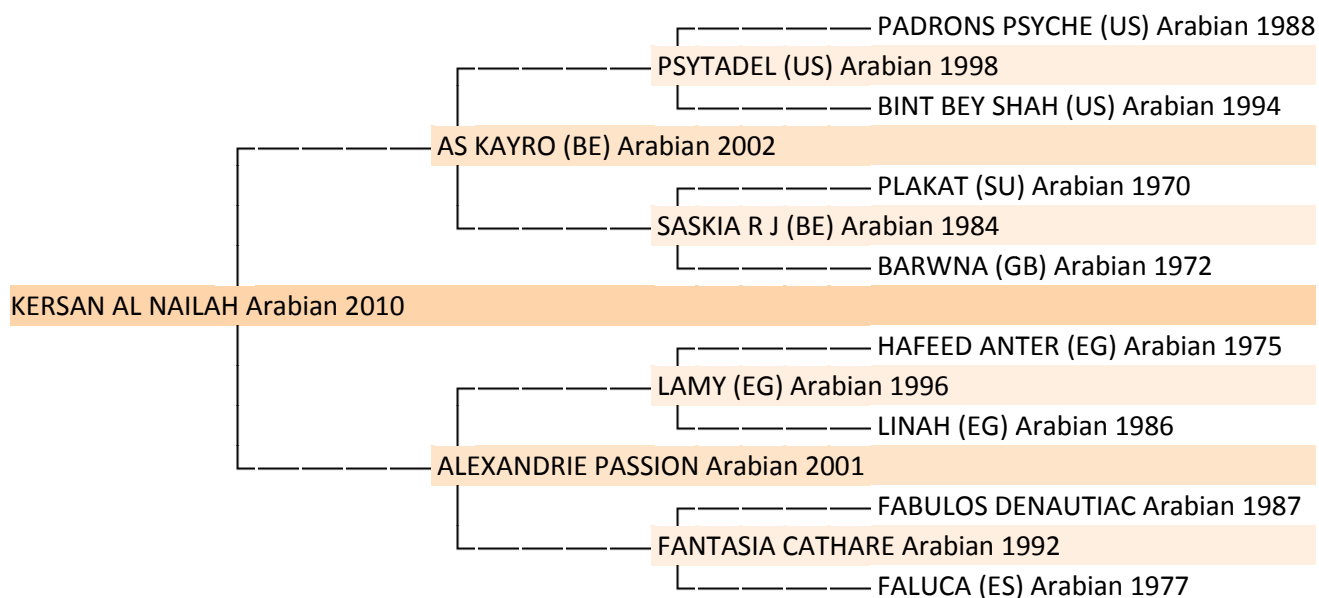 PADRONS PSYCHE (US) Arabian 1988
PSYTADEL (US) Arabian 1998
BINT BEY SHAH (US) Arabian 1994
AS KAYRO (BE) Arabian 2002
PLAKAT (SU) Arabian 1970
SASKIA R J (BE) Arabian 1984
BARWNA (GB) Arabian 1972
KERSAN AL NAILAH Arabian 2010
HAFEED ANTER (EG) Arabian 1975
LAMY (EG) Arabian 1996
LINAH (EG) Arabian 1986
ALEXANDRIE PASSION Arabian 2001
FABULOS DENAUTIAC Arabian 1987
FANTASIA CATHARE Arabian 1992
FALUCA (ES) Arabian 1977